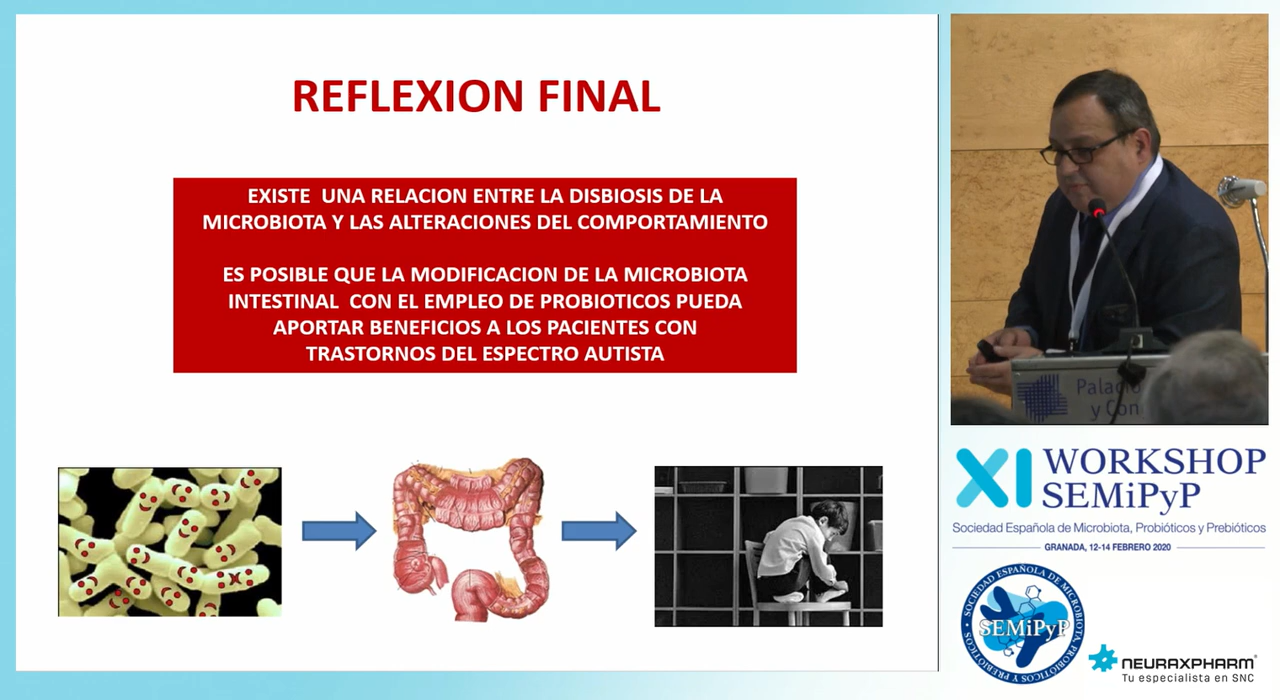 REFLEXION FINAL
EXISTE UNA RELACION ENTRE LA DISBIOSIS DE LA
MICROBIOTA Y LAS ALTERACIONES DEL COMPORTAMIENTO
ES POSIBLE QUE LA MODIFICACION DE LA MICROBIOTA
INTESTINAL CON EL EMPLEO DE PROBIOTICOS PUEDA
APORTAR BENEFICIOS A LOS PACIENTES CON
TRASTORNOS DEL ESPECTRO AUTISTA
Palacio
y Con
XI WORKSHOP
SEMiPyP
Sociedad Española de Microbiota, Probióticos y Prebióticos
GRANADA, 12-14 FEBRERO 2020
SOCIEDAD ESPAÑOLA DE MICROBIOTA, PROBIÓTICOS Y PREBIÓTICOS
SEMiPyP
NEURAXPHARM®
Tu especialista en SNC